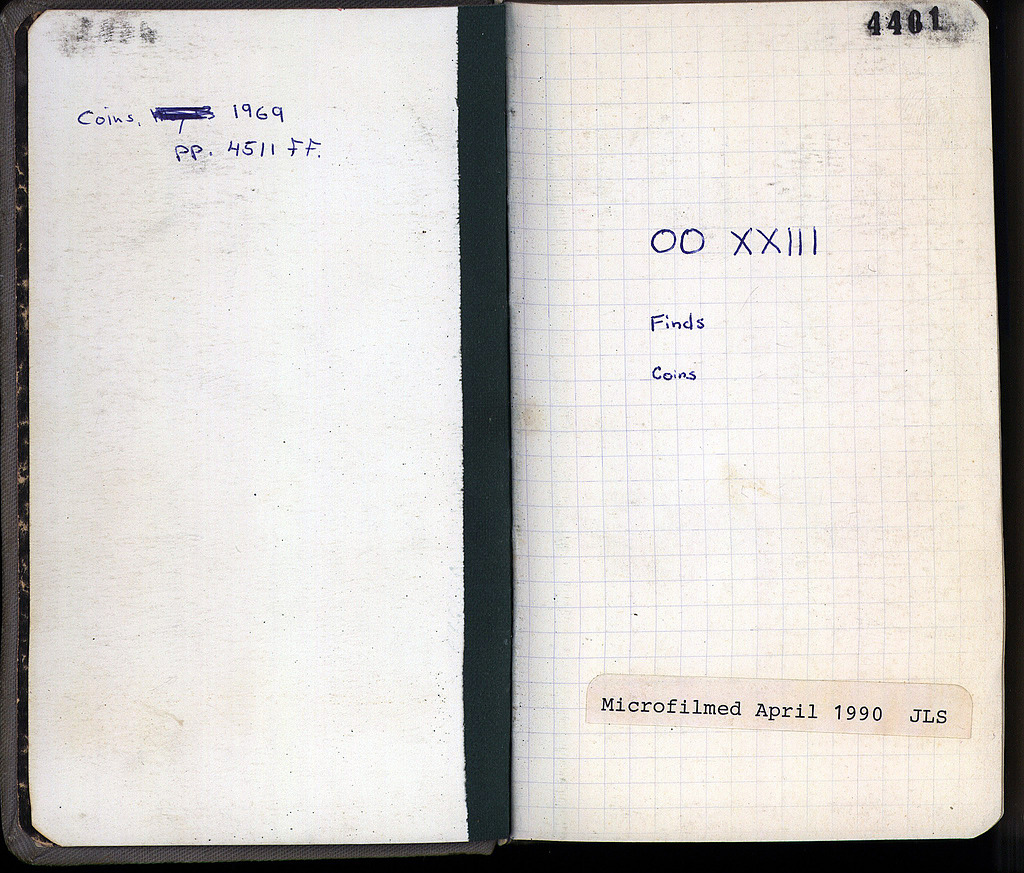 Coins, 1969
pp. 4511 FF.
4401
OO XXIII
Finds
Coins
Microfilmed April 1990 JLS